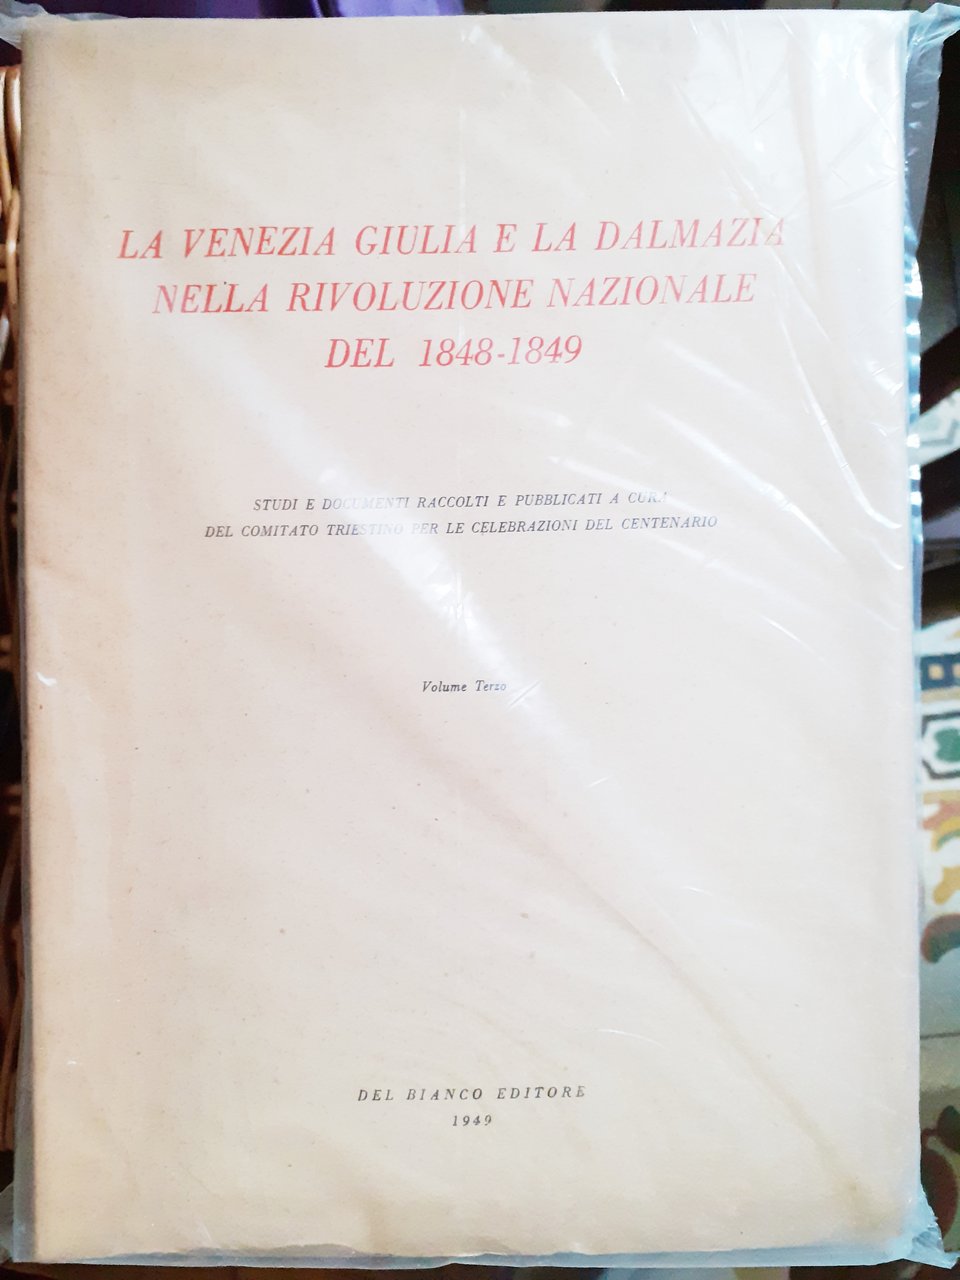 LA VENEZIA GIULIA E LA DALMAZIA
NELLA RIVOLUZIONE NAZIONALE
DEL 1848-1849
STUDI E DOCUMENTI RACCOLTI E PUBBLICATI A CURA
DEL COMITATO TRIESTINO PER LE CELEBRAZIONI DEL CENTENARIO
Volume Terzo
DEL BIANCO EDITORE
1949